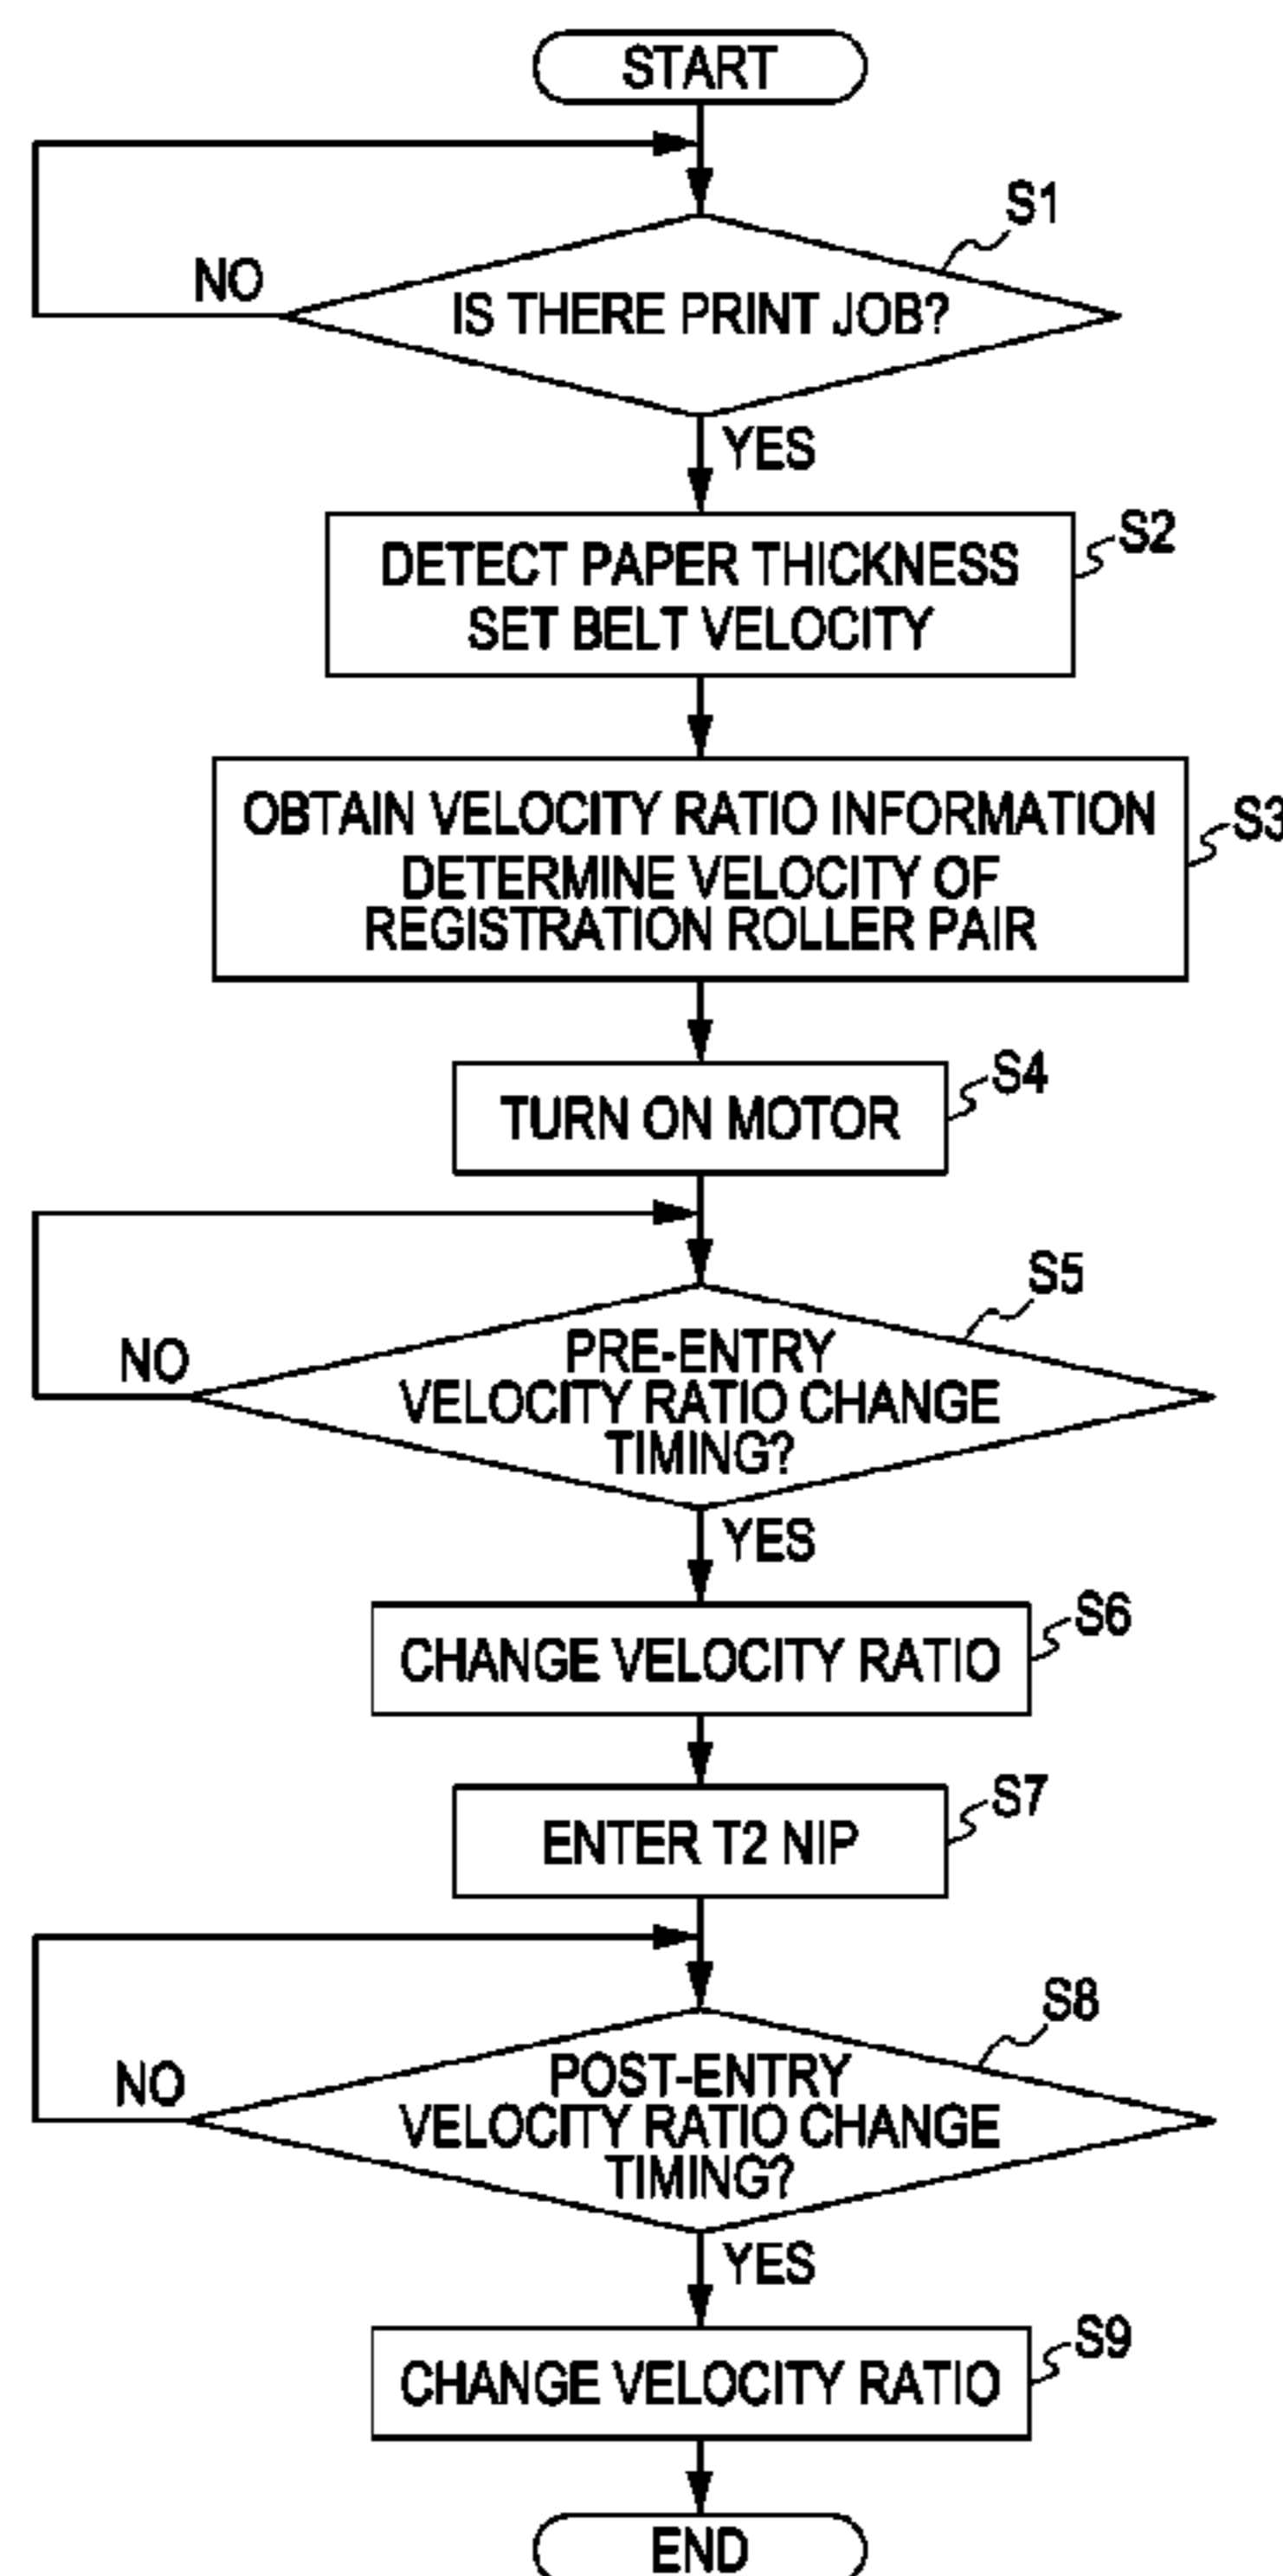 START
S1
NO
IS THERE PRINT JOB?
YES
S2
DETECT PAPER THICKNESS
SET BELT VELOCITY
S3
OBTAIN VELOCITY RATIO INFORMATION
DETERMINE VELOCITY OF
REGISTRATION ROLLER PAIR
S4
TURN ON MOTOR
S5
NO
PRE-ENTRY
VELOCITY RATIO CHANGE
TIMING?
YES
S6
CHANGE VELOCITY RATIO
S7
ENTER T2 NIP
S8
NO
POST-ENTRY
VELOCITY RATIO CHANGE
TIMING?
YES
S9
CHANGE VELOCITY RATIO
END